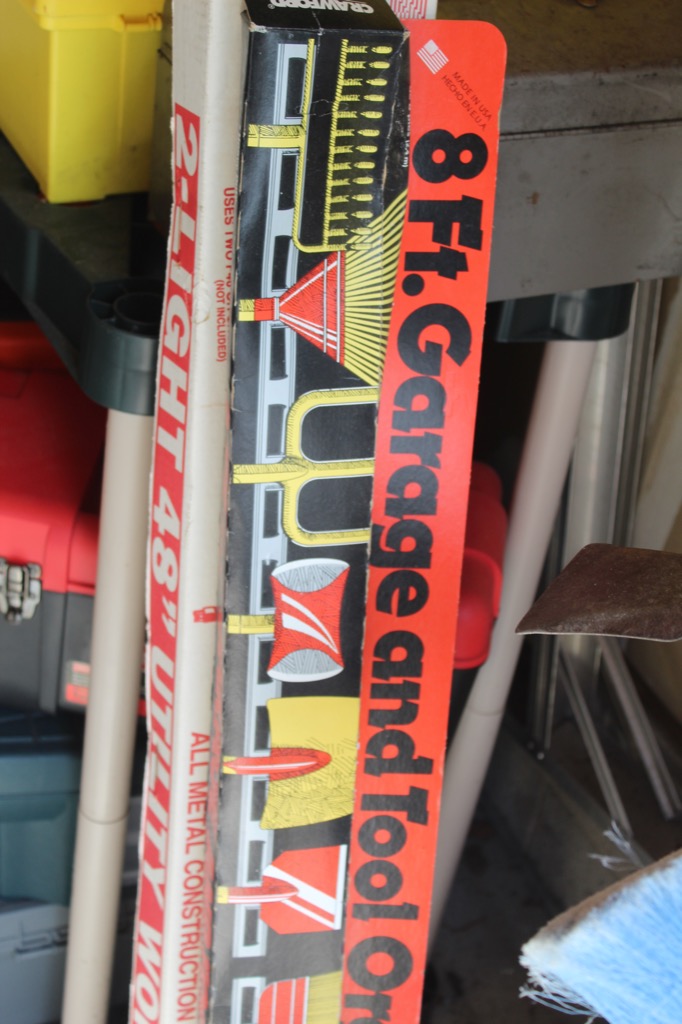 CRAWFORD
MADE IN USA
HECHO EN E.U.A.
8 Ft. Garage and Tool Or
2-LIGHT 48" UTILITY WO
USES TWO
(NOT INCLUDED)
ALL METAL CONSTRUCTION